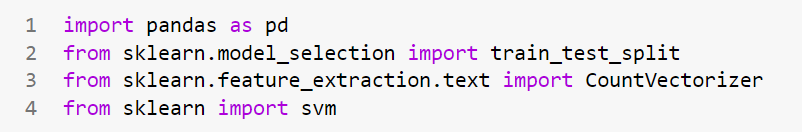 1 import pandas as pd
2 from sklearn.model_selection import train_test_split
3 from sklearn.feature_extraction.text import CountVectorizer
4 from sklearn import svm